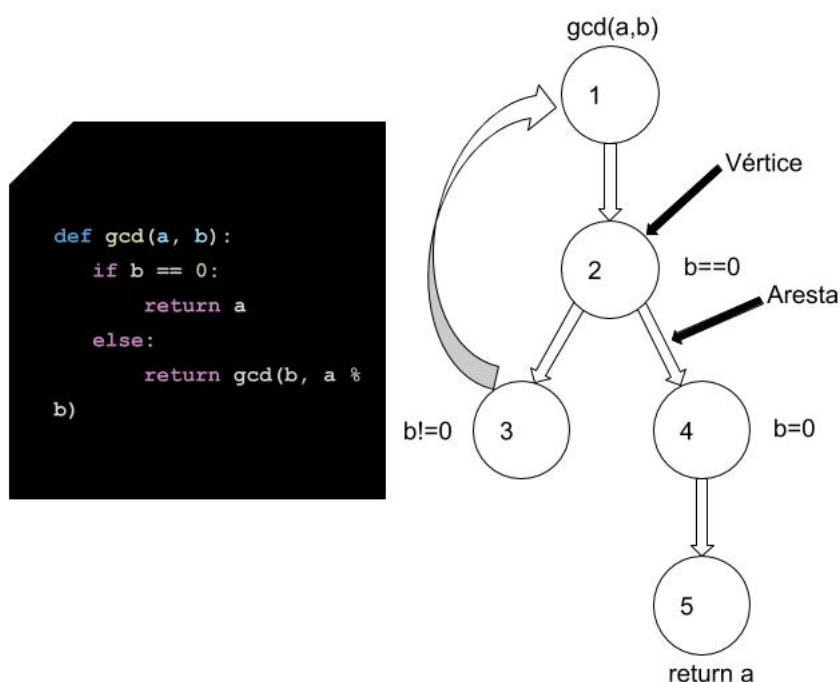 def gcd(a, b):
if b == 0:
return a
else:
return gcd(b, a %
b)
gcd(a,b)
1
Vértice
2
b==0
Aresta
b!=0
3
4
b=0
5
return a